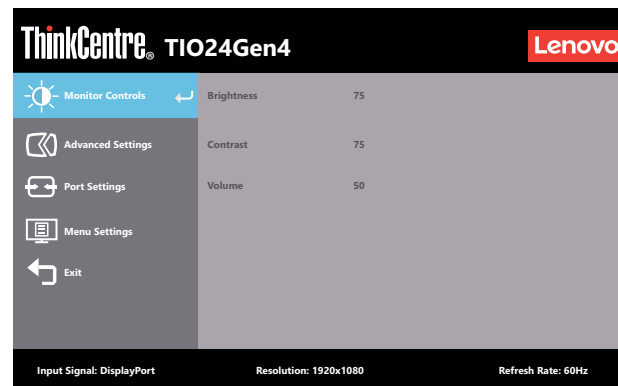 ThinkCentre® TIO24Gen4
Lenovo
Monitor Controls Brightness 75
Advanced Settings Contrast 75
Port Settings Volume 50
Menu Settings
Exit
Input Signal: DisplayPort Resolution: 1920x1080 Refresh Rate: 60Hz